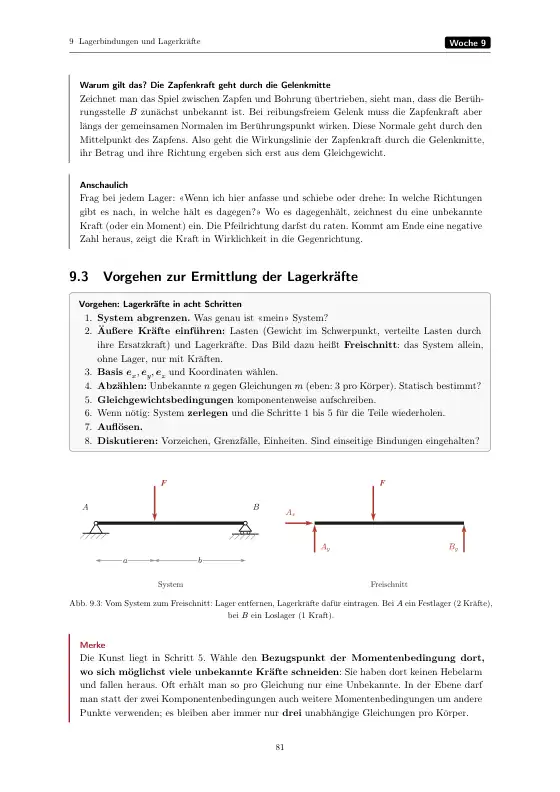 9 Lagerbindungen und Lagerkräfte
Woche 9
Warum gilt das? Die Zapfenkraft geht durch die Gelenkmitte
Zeichnet man das Spiel zwischen Zapfen und Bohrung übertrieben, sieht man, dass die Berüh-
rungsstelle B zunächst unbekannt ist. Bei reibungsfreiem Gelenk muss die Zapfenkraft aber
längs der gemeinsamen Normalen im Berührungspunkt wirken. Diese Normale geht durch den
Mittelpunkt des Zapfens. Also geht die Wirkungslinie der Zapfenkraft durch die Gelenkmitte,
ihr Betrag und ihre Richtung ergeben sich erst aus dem Gleichgewicht.
Anschaulich
Frag bei jedem Lager: «Wenn ich hier anfasse und schiebe oder drehe: In welche Richtungen
gibt es nach, in welche hält es dagegen?» Wo es dagegenhält, zeichnest du eine unbekannte
Kraft (oder ein Moment) ein. Die Pfeilrichtung darfst du raten. Kommt am Ende eine negative
Zahl heraus, zeigt die Kraft in Wirklichkeit in die Gegenrichtung.
9.3 Vorgehen zur Ermittlung der Lagerkräfte
Vorgehen: Lagerkräfte in acht Schritten
1. System abgrenzen. Was genau ist «mein» System?
2. Äußere Kräfte einführen: Lasten (Gewicht im Schwerpunkt, verteilte Lasten durch
ihre Ersatzkraft) und Lagerkräfte. Das Bild dazu heißt Freischnitt: das System allein,
ohne Lager, nur mit Kräften.
3. Basis e_x, e_y, e_z und Koordinaten wählen.
4. Abzählen: Unbekannte n gegen Gleichungen m (eben: 3 pro Körper). Statisch bestimmt?
5. Gleichgewichtsbedingungen komponentenweise aufschreiben.
6. Wenn nötig: System zerlegen und die Schritte 1 bis 5 für die Teile wiederholen.
7. Auflösen.
8. Diskutieren: Vorzeichen, Grenzfälle, Einheiten. Sind einseitige Bindungen eingehalten?
F
A
B
a
b
System
F
A_x
A_y
B_y
Freischnitt
Abb. 9.3: Vom System zum Freischnitt: Lager entfernen, Lagerkräfte dafür eintragen. Bei A ein Festlager (2 Kräfte),
bei B ein Loslager (1 Kraft).
Merke
Die Kunst liegt in Schritt 5. Wähle den Bezugspunkt der Momentenbedingung dort,
wo sich möglichst viele unbekannte Kräfte schneiden: Sie haben dort keinen Hebelarm
und fallen heraus. Oft erhält man so pro Gleichung nur eine Unbekannte. In der Ebene darf
man statt der zwei Komponentenbedingungen auch weitere Momentenbedingungen um andere
Punkte verwenden; es bleiben aber immer nur drei unabhängige Gleichungen pro Körper.
81